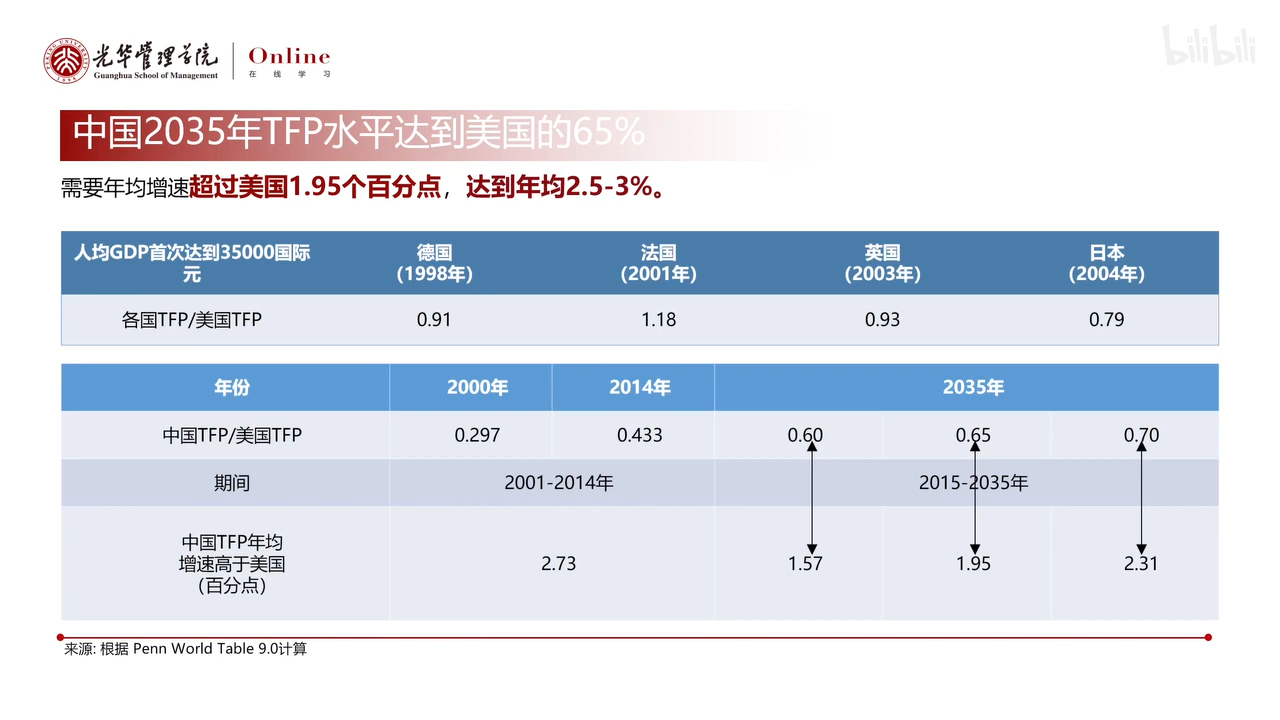 光华管理学院
Guanghua School of Management
Online
在线学习
bilibili
PEKING UNIVERSITY
1898
中国2035年TFP水平达到美国的65%
需要年均增速超过美国1.95个百分点，达到年均2.5-3%。
人均GDP首次达到35000国际
元
德国
(1998年)
法国
(2001年)
英国
(2003年)
日本
(2004年)
各国TFP/美国TFP 0.91 1.18 0.93 0.79
年份 2000年 2014年 2035年
中国TFP/美国TFP 0.297 0.433 0.60 0.65 0.70
期间 2001-2014年 2015-2035年
中国TFP年均
增速高于美国
（百分点）
2.73 1.57 1.95 2.31
来源: 根据 Penn World Table 9.0计算